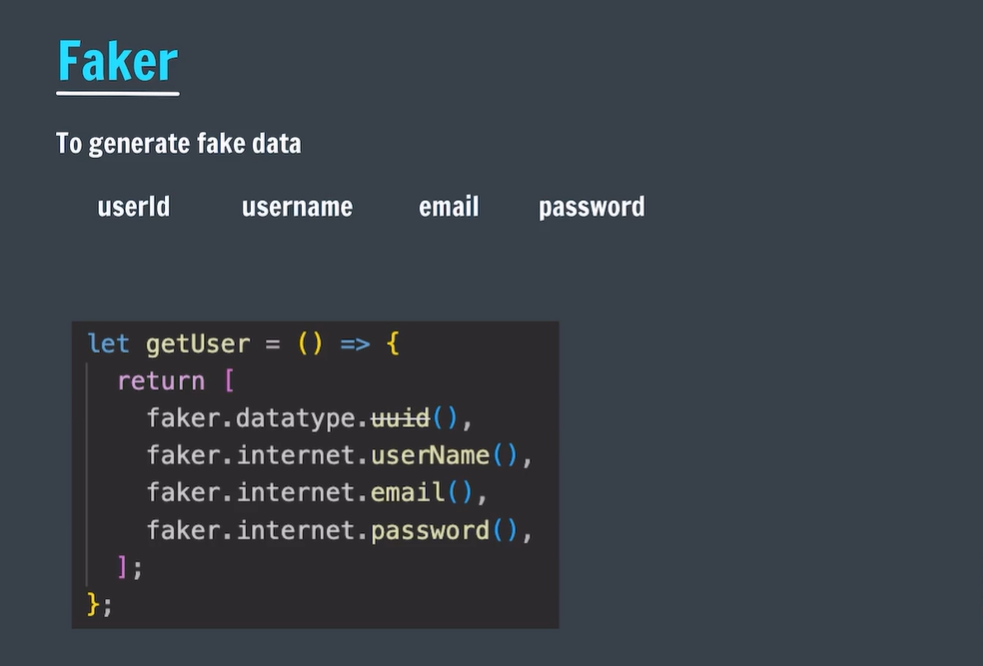 Faker
To generate fake data
userId username email password
let getUser = () => {
return [
faker.datatype.uuid(),
faker.internet.userName(),
faker.internet.email(),
faker.internet.password(),
];
};